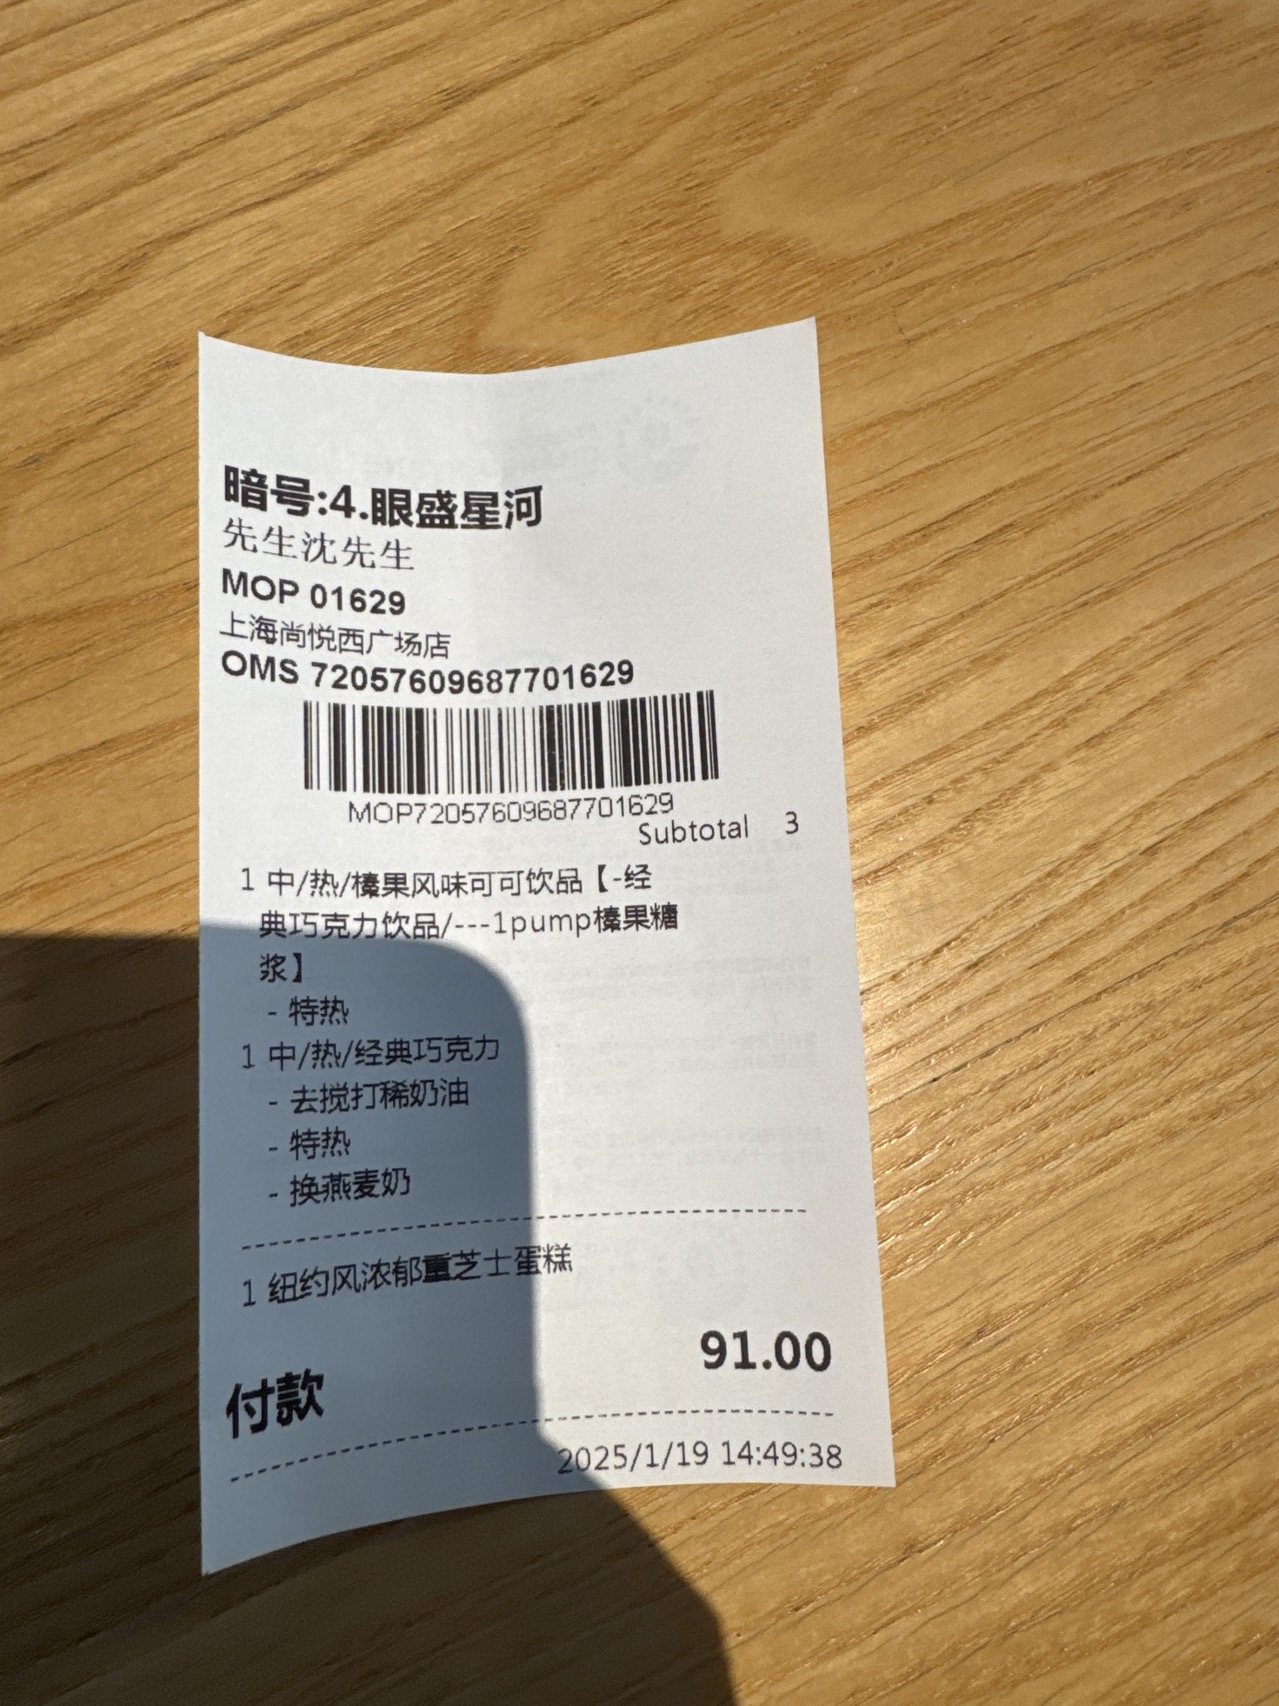 暗号:4.眼盛星河
先生沈先生
MOP 01629
上海尚悦西广场店
OMS 72057609687701629
MOP72057609687701629
Subtotal 3
1 中/热/榛果风味可可饮品【-经
典巧克力饮品/---1pump榛果糖
浆】
- 特热
1 中/热/经典巧克力
- 去搅打稀奶油
- 特热
- 换燕麦奶
1 纽约风浓郁重芝士蛋糕
91.00
付款
2025/1/19 14:49:38